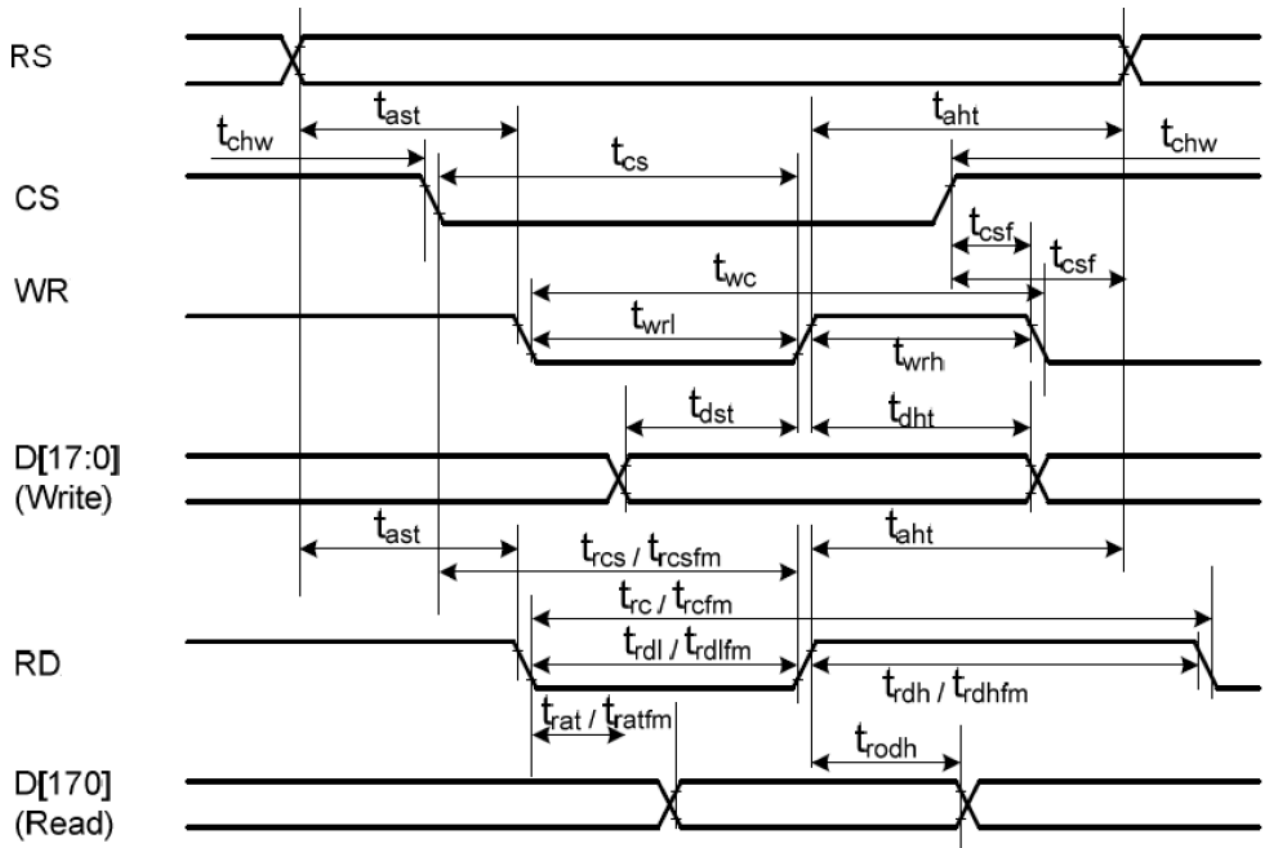 RS
tast
taht
tchw
tchw
tcs
CS
tcsf
tcsf
twc
WR
twrl
twrh
tdst
tdht
D[17:0]
(Write)
tast
taht
trcs / trcsfm
trc / trcfm
trdl / trdlfm
RD
trdh / trdhfm
trat / tratfm
trodh
D[170]
(Read)